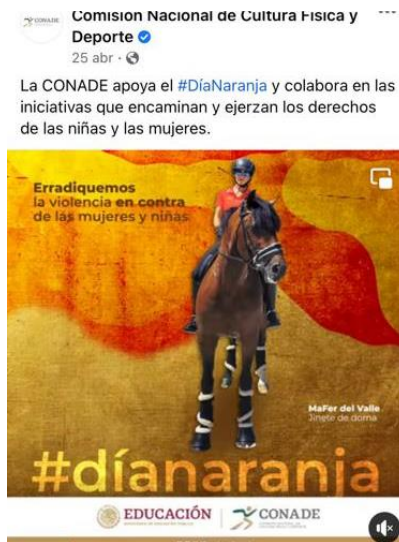 Comisión Nacional de Cultura Física y
Deporte
25 abr
La CONADE apoya el #DíaNaranja y colabora en las
iniciativas que encaminan y ejerzan los derechos
de las niñas y las mujeres.
Erradiquemos
la violencia en contra
de las mujeres y niñas
MaFer del Valle
Jinete de doma
#díanaranja
EDUCACIÓN
CONADE